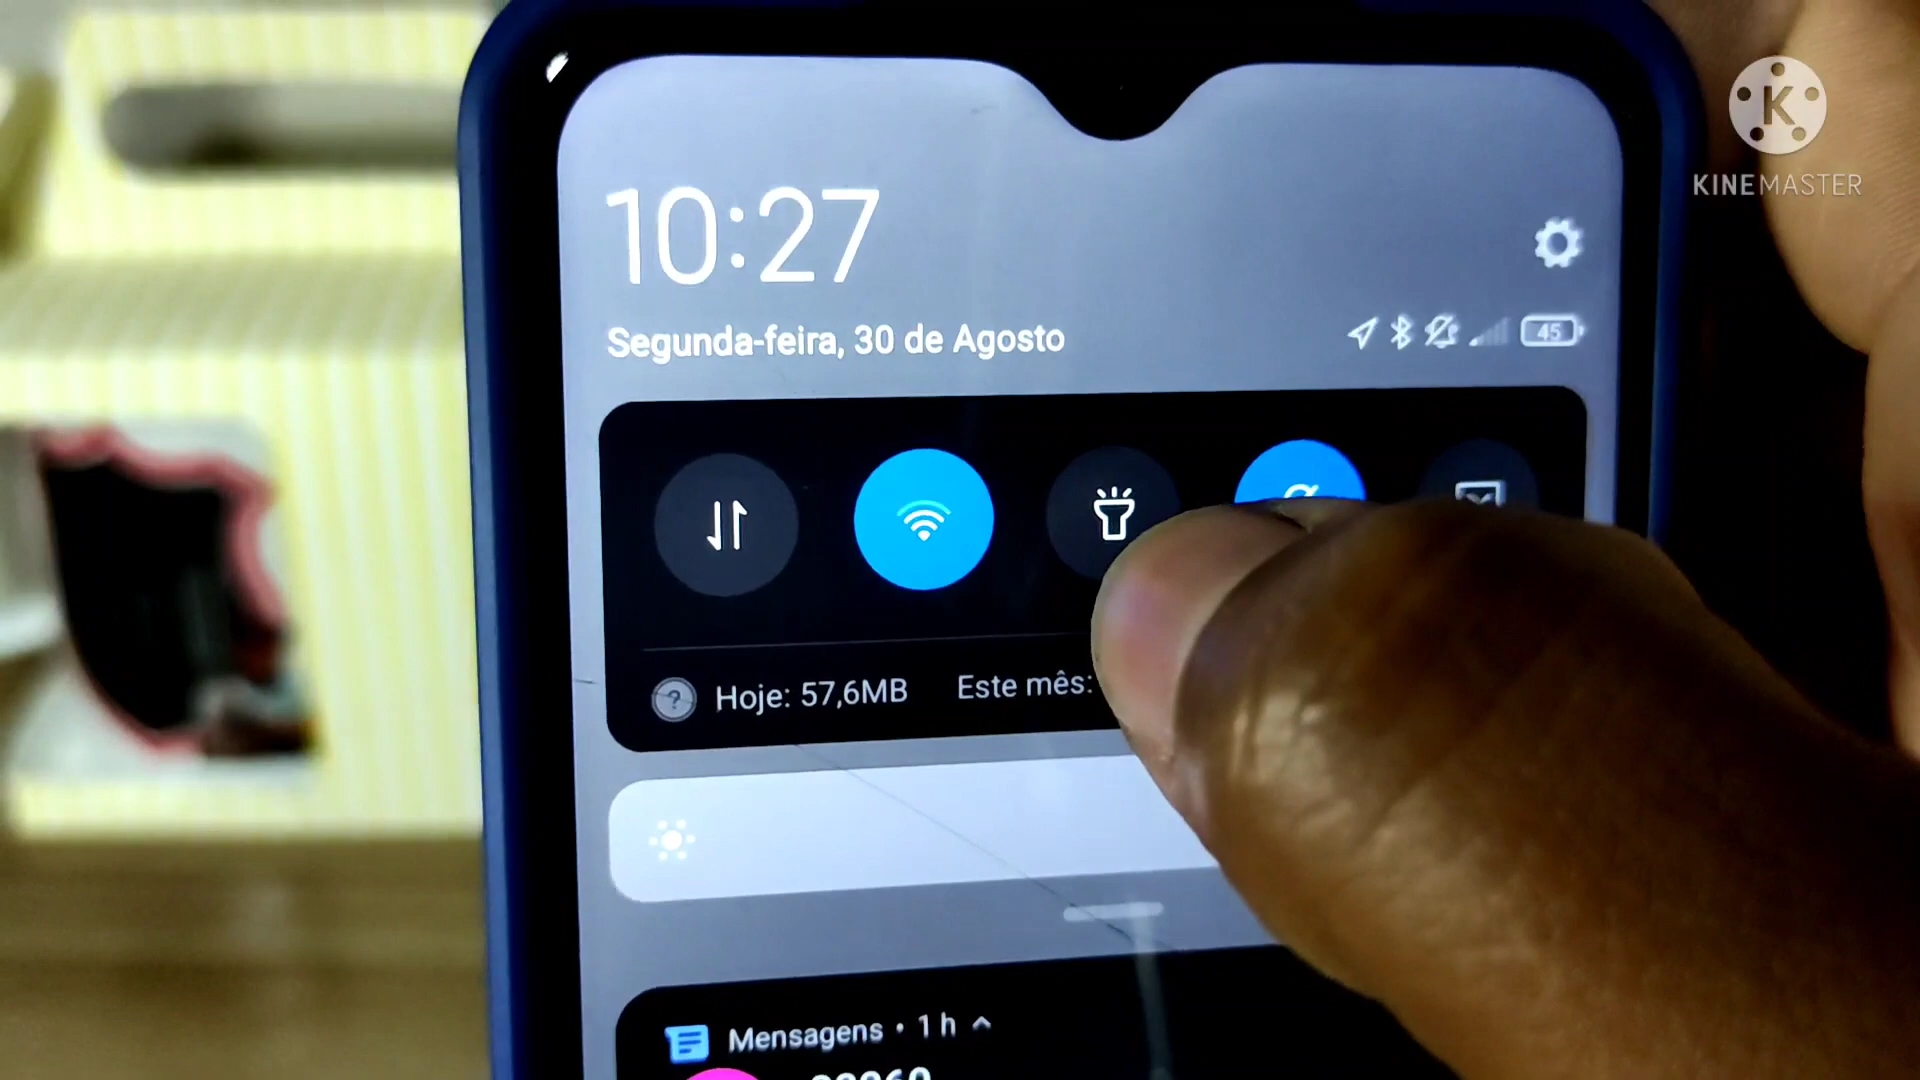 K
KINEMASTER
10:27
Segunda-feira, 30 de Agosto
45
? Hoje: 57,6MB Este mês:
Mensagens • 1 h